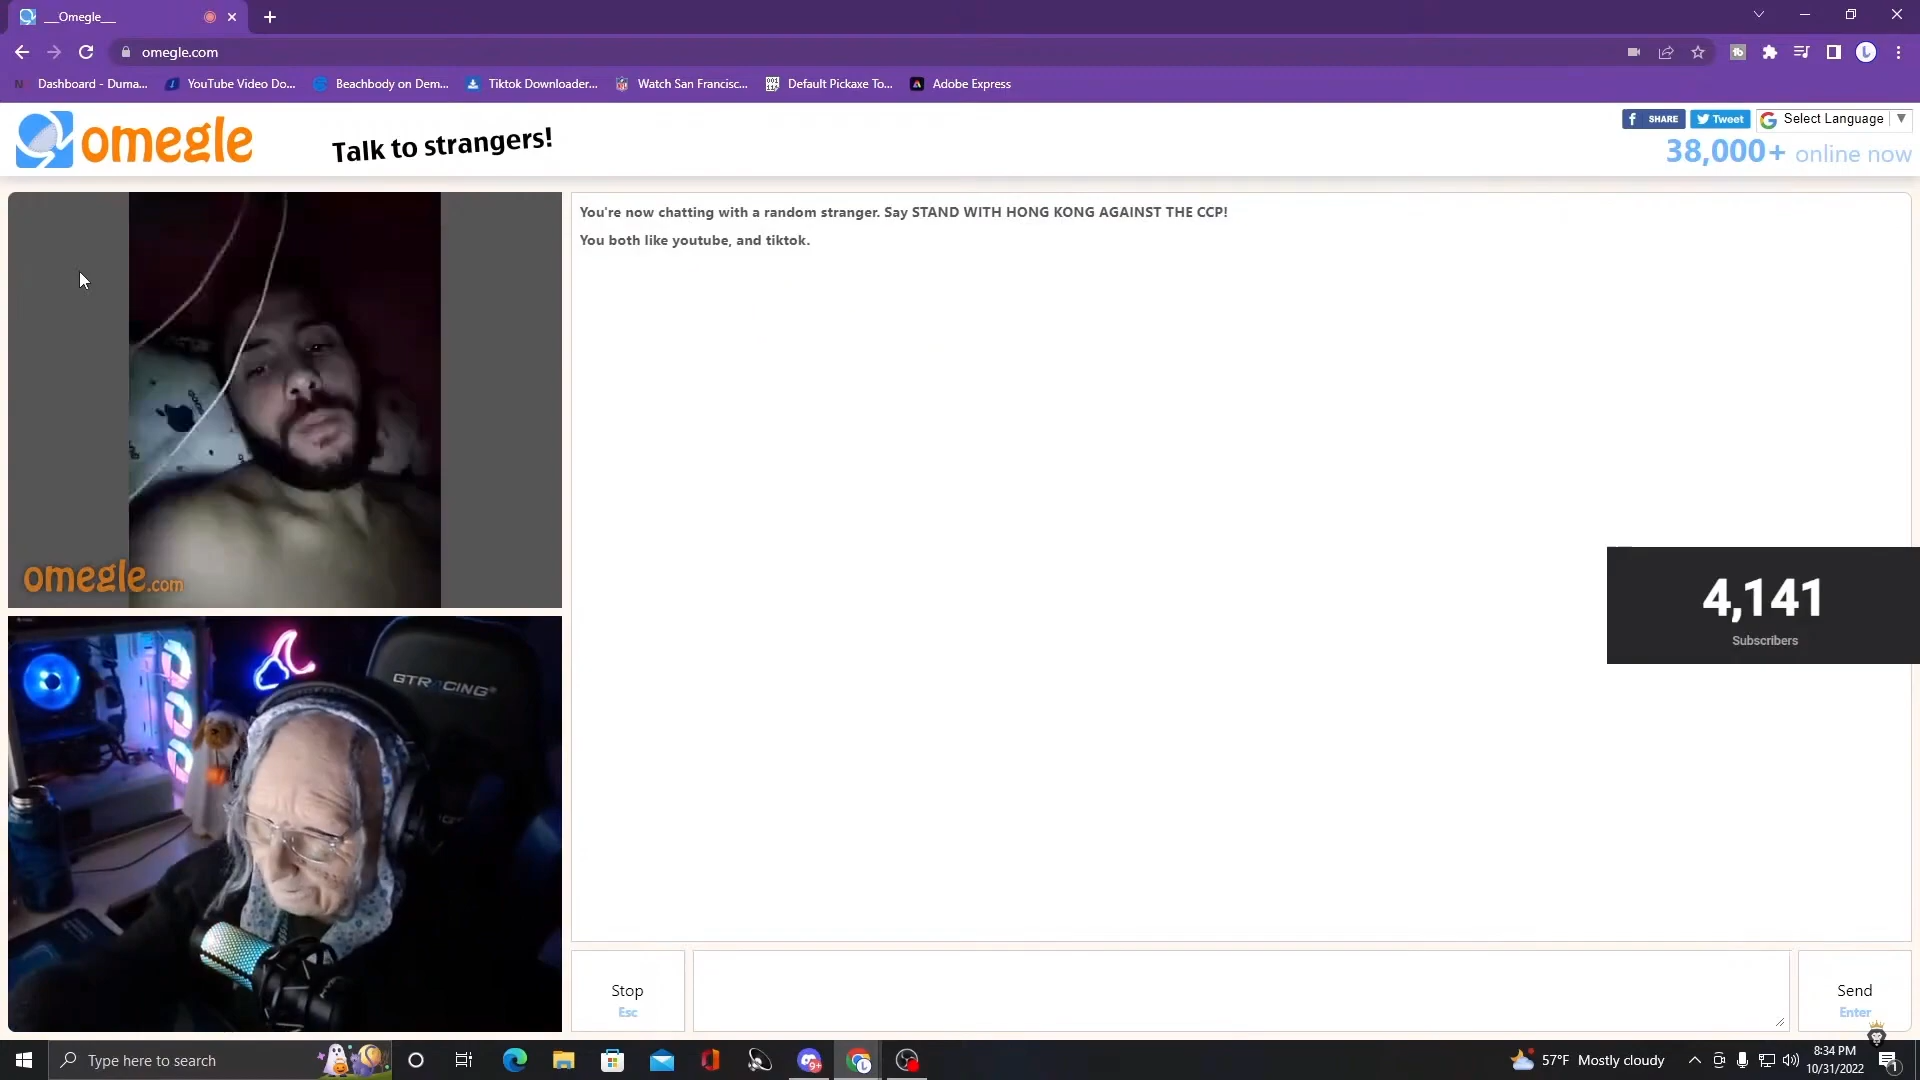 __Omegle__
omegle.com
Dashboard - Duma...
YouTube Video Do...
Beachbody on Dem...
Tiktok Downloader...
Watch San Francisc...
Default Pickaxe To...
Adobe Express
omegle
Talk to strangers!
SHARE
Tweet
Select Language
38,000+ online now
You're now chatting with a random stranger. Say STAND WITH HONG KONG AGAINST THE CCP!
You both like youtube, and tiktok.
omegle.com
4,141
Subscribers
GTRACING
Stop
Esc
Send
Enter
Type here to search
9+
57°F Mostly cloudy
8:34 PM
10/31/2022
1